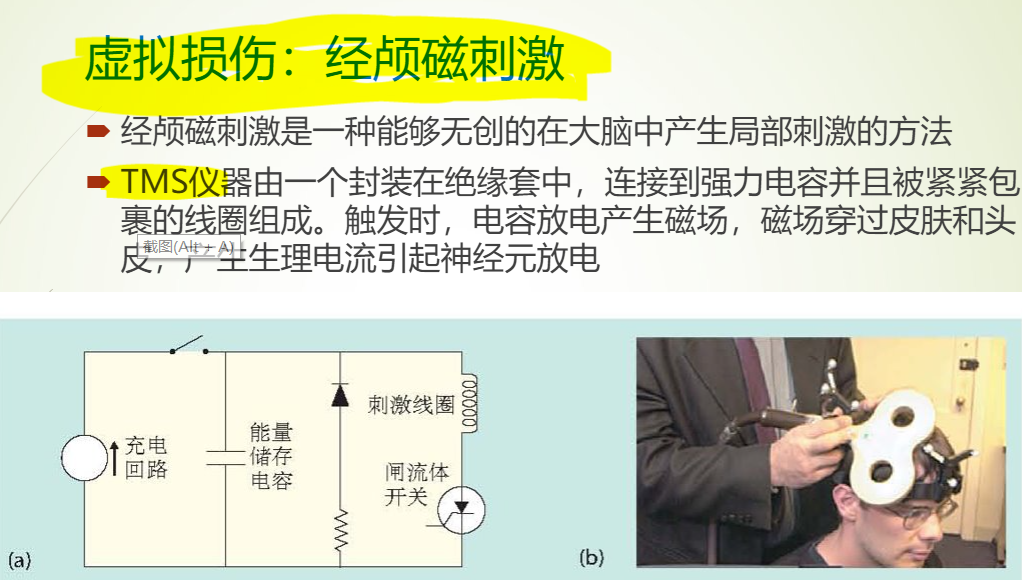 虚拟损伤：经颅磁刺激
经颅磁刺激是一种能够无创的在大脑中产生局部刺激的方法
TMS仪器由一个封装在绝缘套中，连接到强力电容并且被紧紧包
裹的线圈组成。触发时，电容放电产生磁场，磁场穿过皮肤和头
皮，产生生理电流引起神经元放电
截图(Alt + A)
充电
回路
能量
储存
电容
刺激线圈
闸流体
开关
(a)
(b)